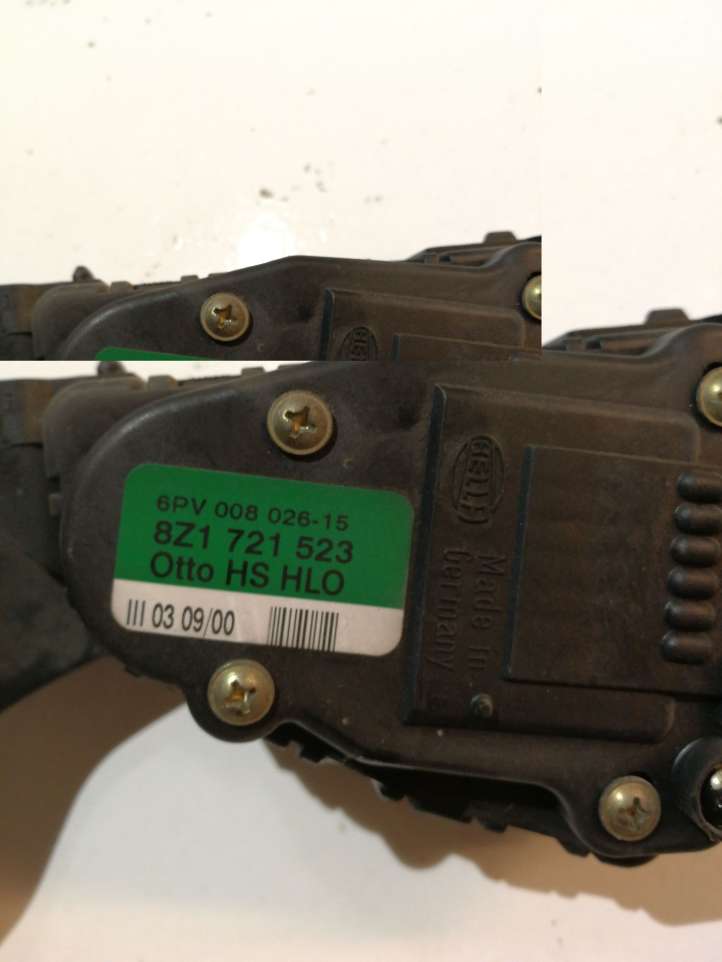 6PV 008 026-15
8Z1 721 523
Otto HS HLO
III 03 09/00
HELLA
Made in
Germany